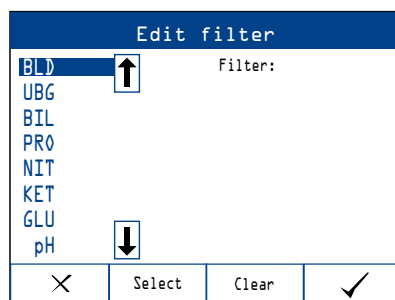 Edit filter
BLD Filter:
UBG
BIL
PRO
NIT
KET
GLU
pH
Select Clear